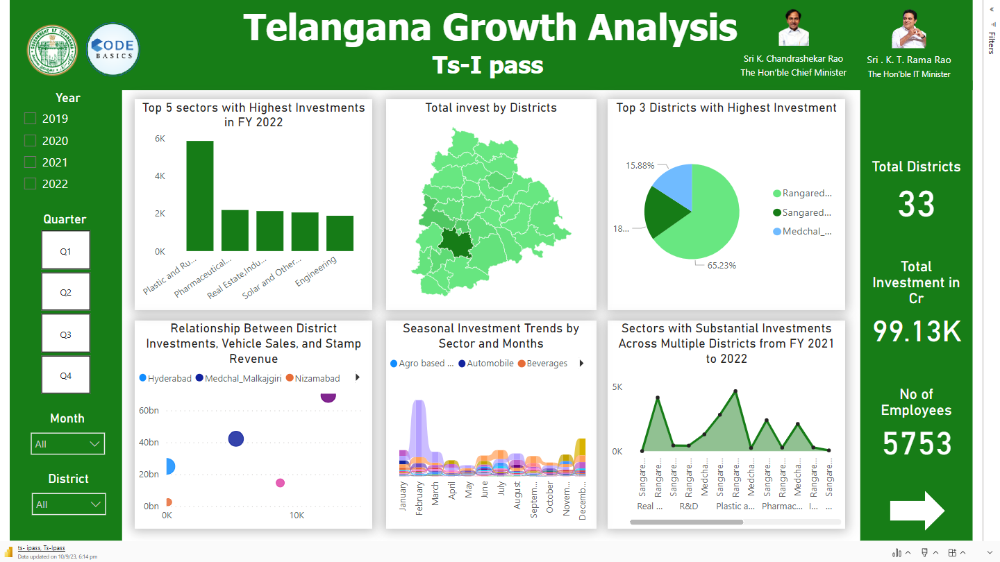 Telangana Growth Analysis
Ts-I pass
CODE
BASICS
Sri K. Chandrashekar Rao
The Hon'ble Chief Minister
Sri . K. T. Rama Rao
The Hon'ble IT Minister
Filters
Year
2019
2020
2021
2022
Quarter
Q1
Q2
Q3
Q4
Month
All
District
All
Top 5 sectors with Highest Investments
in FY 2022
6K
4K
2K
0K
Plastic and Ru...
Pharmaceutical...
Real Estate,Indu...
Solar and Other...
Engineering
Total invest by Districts
Top 3 Districts with Highest Investment
15.88%
18...
65.23%
Rangared...
Sangared...
Medchal_...
Relationship Between District
Investments, Vehicle Sales, and Stamp
Revenue
Hyderabad Medchal_Malkajgiri Nizamabad
60bn
40bn
20bn
0bn
0K 10K
Seasonal Investment Trends by
Sector and Months
Agro based ... Automobile Beverages
January
February
March
April
May
June
July
August
Septem...
October
Novem...
Decemb...
Sectors with Substantial Investments
Across Multiple Districts from FY 2021
to 2022
5K
0K
Sangare...
Rangare...
Sangare...
Rangare...
Medcha...
Sangare...
Rangare...
Medcha...
Sangare...
Rangare...
Medcha...
Rangare...
Sangare...
Real ... R&D Plastic a... Pharmac... I... ...
Total Districts
33
Total
Investment in
Cr
99.13K
No of
Employees
5753
ts- ipass, Ts-Ipass
Data updated on 10/9/23, 6:14 pm